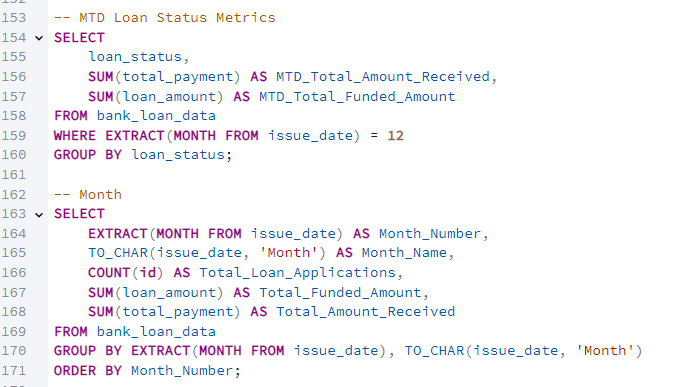 153 -- MTD Loan Status Metrics
154 SELECT
155 loan_status,
156 SUM(total_payment) AS MTD_Total_Amount_Received,
157 SUM(loan_amount) AS MTD_Total_Funded_Amount
158 FROM bank_loan_data
159 WHERE EXTRACT(MONTH FROM issue_date) = 12
160 GROUP BY loan_status;
161
162 -- Month
163 SELECT
164 EXTRACT(MONTH FROM issue_date) AS Month_Number,
165 TO_CHAR(issue_date, 'Month') AS Month_Name,
166 COUNT(id) AS Total_Loan_Applications,
167 SUM(loan_amount) AS Total_Funded_Amount,
168 SUM(total_payment) AS Total_Amount_Received
169 FROM bank_loan_data
170 GROUP BY EXTRACT(MONTH FROM issue_date), TO_CHAR(issue_date, 'Month')
171 ORDER BY Month_Number;